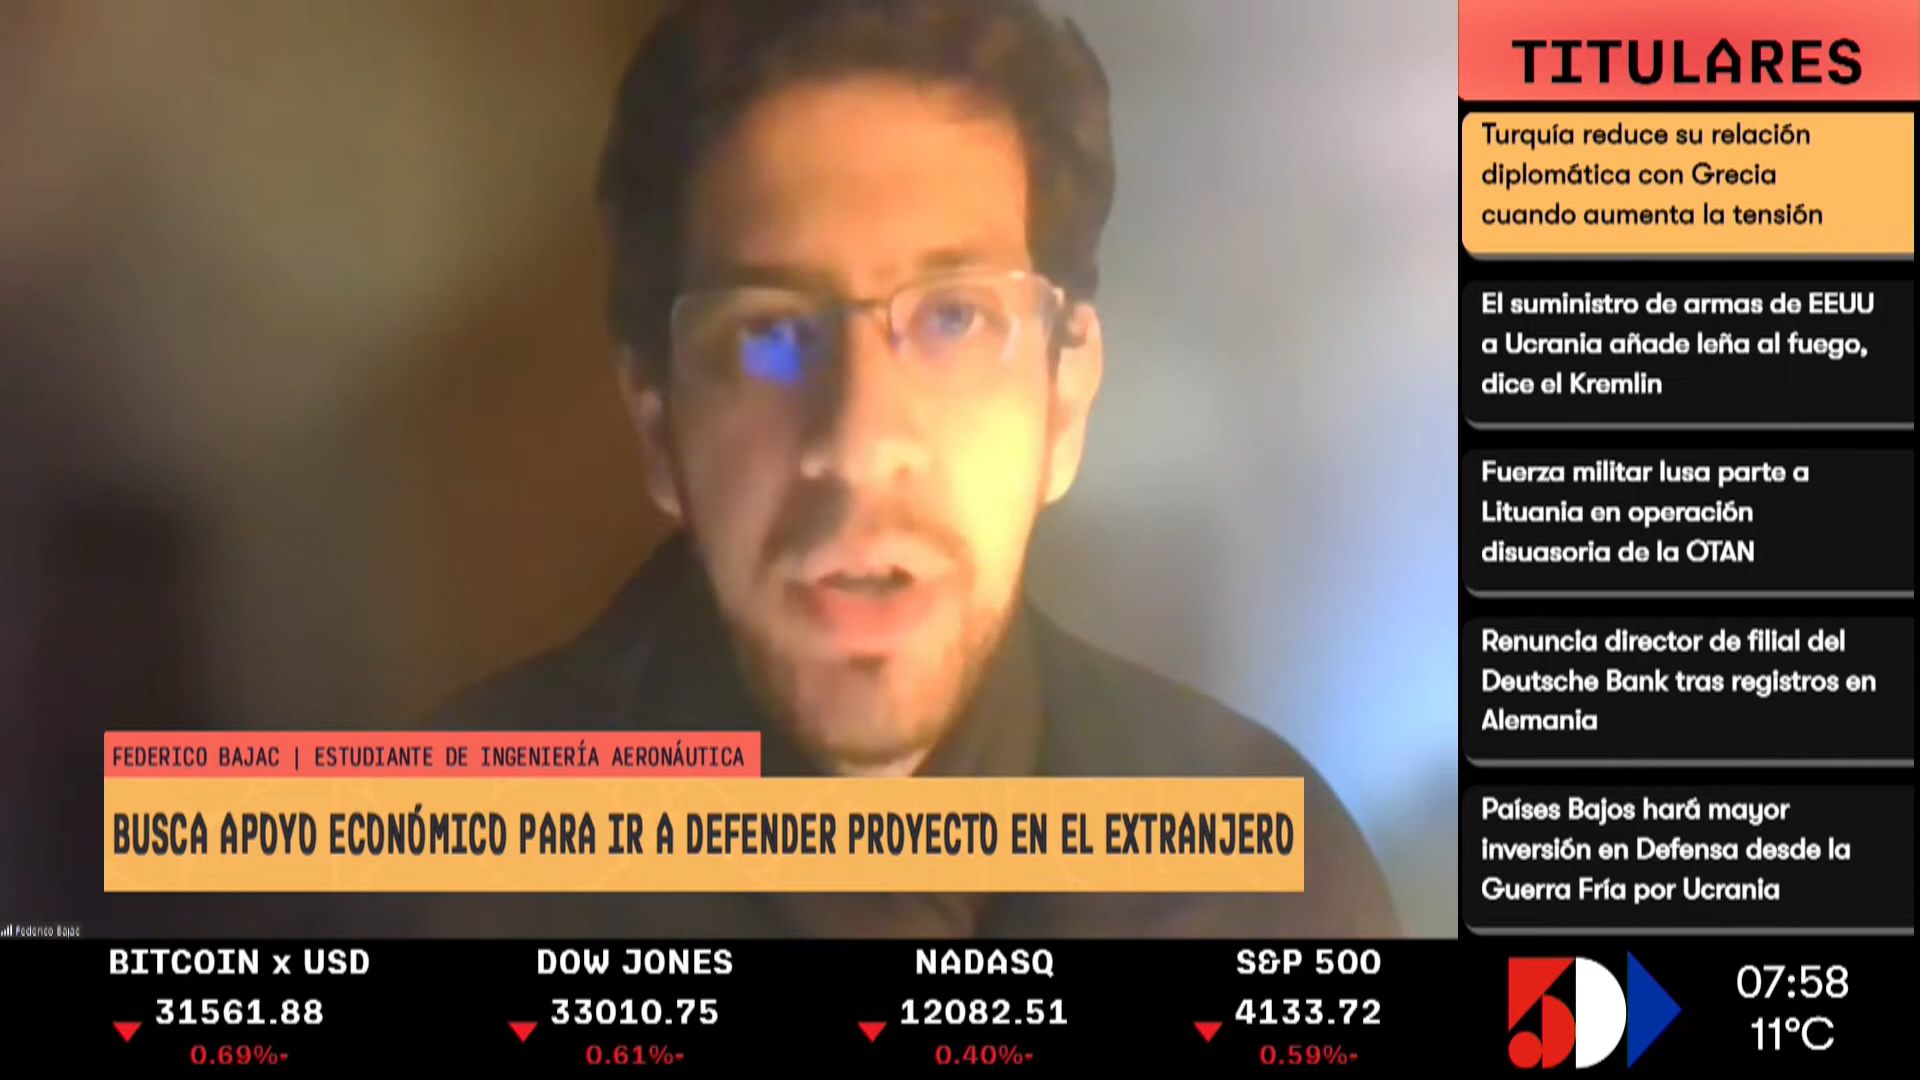 TITULARES
Turquía reduce su relación
diplomática con Grecia
cuando aumenta la tensión
El suministro de armas de EEUU
a Ucrania añade leña al fuego,
dice el Kremlin
Fuerza militar lusa parte a
Lituania en operación
disuasoria de la OTAN
Renuncia director de filial del
Deutsche Bank tras registros en
Alemania
Países Bajos hará mayor
inversión en Defensa desde la
Guerra Fría por Ucrania
FEDERICO BAJAC | ESTUDIANTE DE INGENIERÍA AERONÁUTICA
BUSCA APOYO ECONÓMICO PARA IR A DEFENDER PROYECTO EN EL EXTRANJERO
Federico Bajac
BITCOIN x USD
31561.88
0.69%-
DOW JONES
33010.75
0.61%-
NADASQ
12082.51
0.40%-
S&P 500
4133.72
0.59%-
5D
07:58
11°C